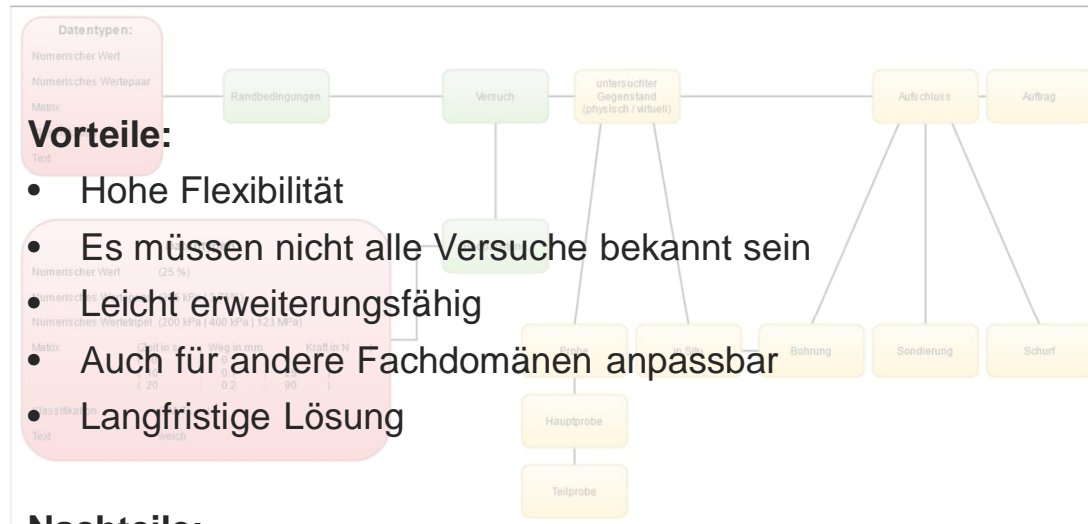 Datentypen:
Numerischer Wert
Numerisches Wertepaar
Matrix
Text
Randbedingungen
Versuch
untersuchter
Gegenstand
(physisch / virtuell)
Aufschluss
Auftrag
Vorteile:
• Hohe Flexibilität
• Es müssen nicht alle Versuche bekannt sein
• Leicht erweiterungsfähig
• Auch für andere Fachdomänen anpassbar
• Langfristige Lösung
Numerischer Wert (25 %)
Numerisches Wertetripel (200 kPa | 400 kPa | 123 MPa)
Matrix Weg in mm Kraft in N
( 20 ; 0.2 ; 90 )
Text weich
Probe
in Situ
Bohrung
Sondierung
Schurf
Hauptprobe
Teilprobe
Nachteile: